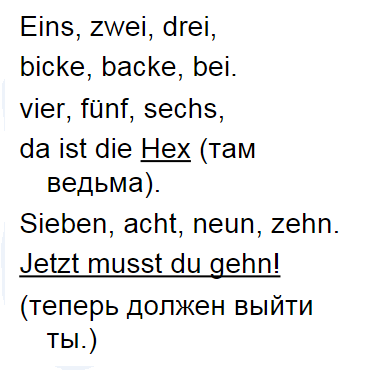 Eins, zwei, drei,
bicke, backe, bei.
vier, fünf, sechs,
da ist die Hex (там
ведьма).
Sieben, acht, neun, zehn.
Jetzt musst du gehn!
(теперь должен выйти
ты.)